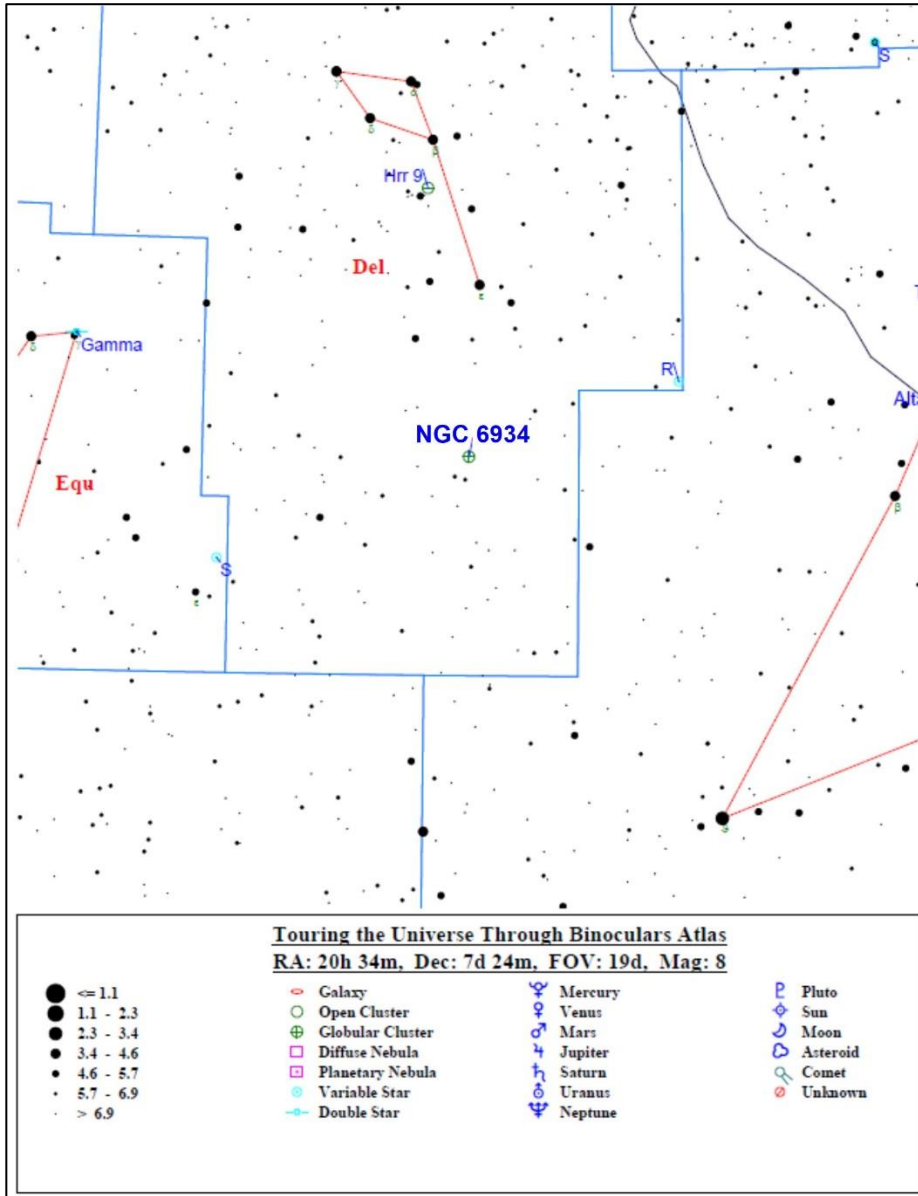 S
γ
α
δ
β
Hrr 9
Del
ε
δ
γ
Gamma
R
Alta
NGC 6934
Equ
β
S
ε
Touring the Universe Through Binoculars Atlas
RA: 20h 34m, Dec: 7d 24m, FOV: 19d, Mag: 8
<= 1.1
1.1 - 2.3
2.3 - 3.4
3.4 - 4.6
4.6 - 5.7
5.7 - 6.9
> 6.9
Galaxy
Open Cluster
Globular Cluster
Diffuse Nebula
Planetary Nebula
Variable Star
Double Star
Mercury
Venus
Mars
Jupiter
Saturn
Uranus
Neptune
Pluto
Sun
Moon
Asteroid
Comet
Unknown